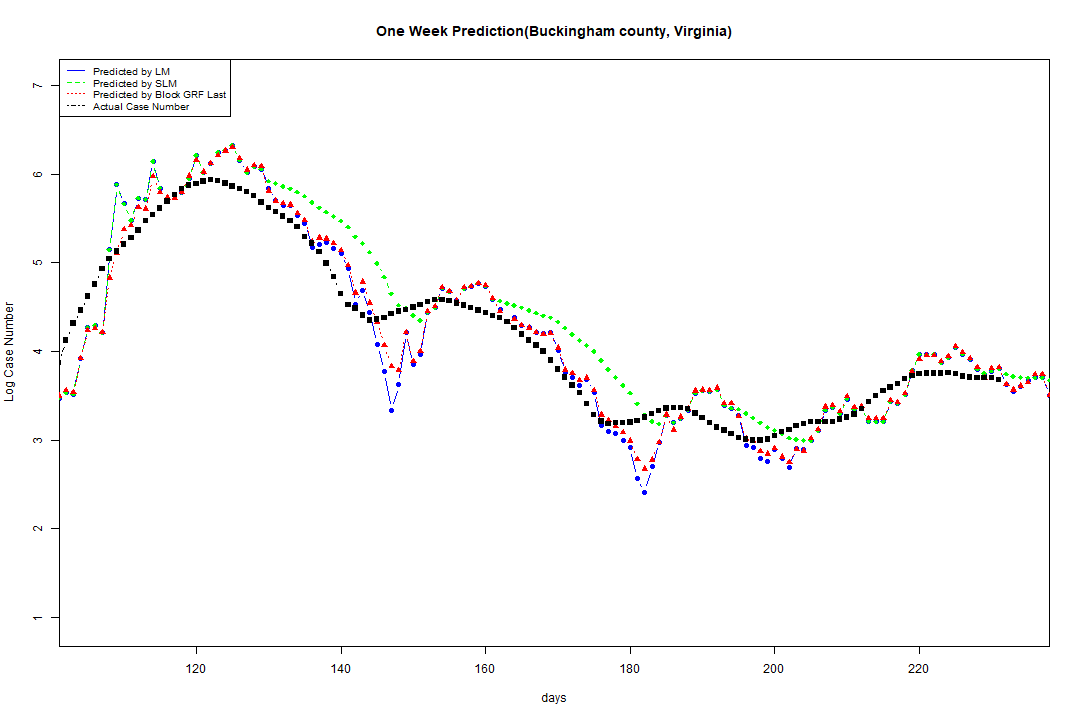 One Week Prediction(Buckingham county, Virginia)
Predicted by LM
Predicted by SLM
Predicted by Block GRF Last
Actual Case Number
7
6
5
4
3
2
1
Log Case Number
120 140 160 180 200 220
days